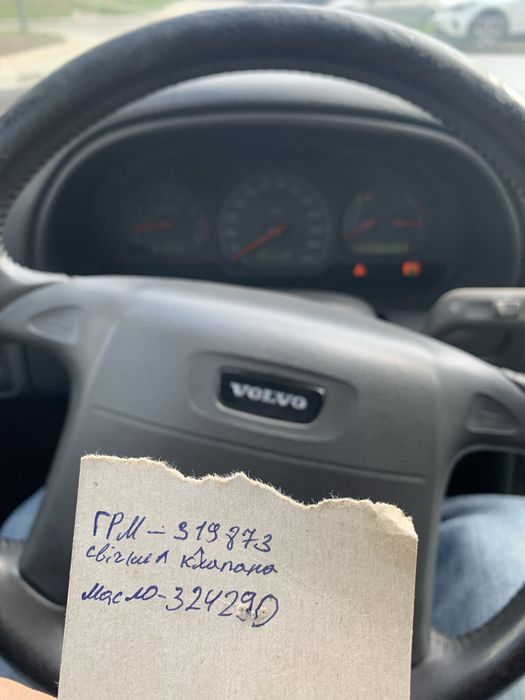 VOLVO
ГРМ – 319873
свічки клапана
масло – 324290